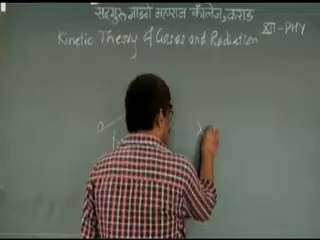 सदगुरु गाडगे महाराज कॉलेज, कराड
Kinetic Theory of Gases and Radiation XII-PHY
O